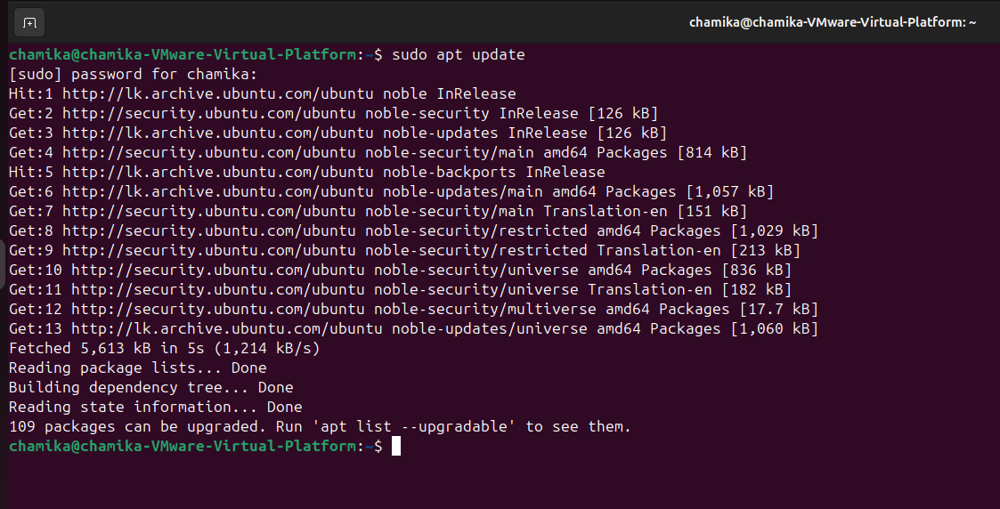 chamika@chamika-VMware-Virtual-Platform: ~
chamika@chamika-VMware-Virtual-Platform:~$ sudo apt update
[sudo] password for chamika:
Hit:1 http://lk.archive.ubuntu.com/ubuntu noble InRelease
Get:2 http://security.ubuntu.com/ubuntu noble-security InRelease [126 kB]
Get:3 http://lk.archive.ubuntu.com/ubuntu noble-updates InRelease [126 kB]
Get:4 http://security.ubuntu.com/ubuntu noble-security/main amd64 Packages [814 kB]
Hit:5 http://lk.archive.ubuntu.com/ubuntu noble-backports InRelease
Get:6 http://lk.archive.ubuntu.com/ubuntu noble-updates/main amd64 Packages [1,057 kB]
Get:7 http://security.ubuntu.com/ubuntu noble-security/main Translation-en [151 kB]
Get:8 http://security.ubuntu.com/ubuntu noble-security/restricted amd64 Packages [1,029 kB]
Get:9 http://security.ubuntu.com/ubuntu noble-security/restricted Translation-en [213 kB]
Get:10 http://security.ubuntu.com/ubuntu noble-security/universe amd64 Packages [836 kB]
Get:11 http://security.ubuntu.com/ubuntu noble-security/universe Translation-en [182 kB]
Get:12 http://security.ubuntu.com/ubuntu noble-security/multiverse amd64 Packages [17.7 kB]
Get:13 http://lk.archive.ubuntu.com/ubuntu noble-updates/universe amd64 Packages [1,060 kB]
Fetched 5,613 kB in 5s (1,214 kB/s)
Reading package lists... Done
Building dependency tree... Done
Reading state information... Done
109 packages can be upgraded. Run 'apt list --upgradable' to see them.
chamika@chamika-VMware-Virtual-Platform:~$